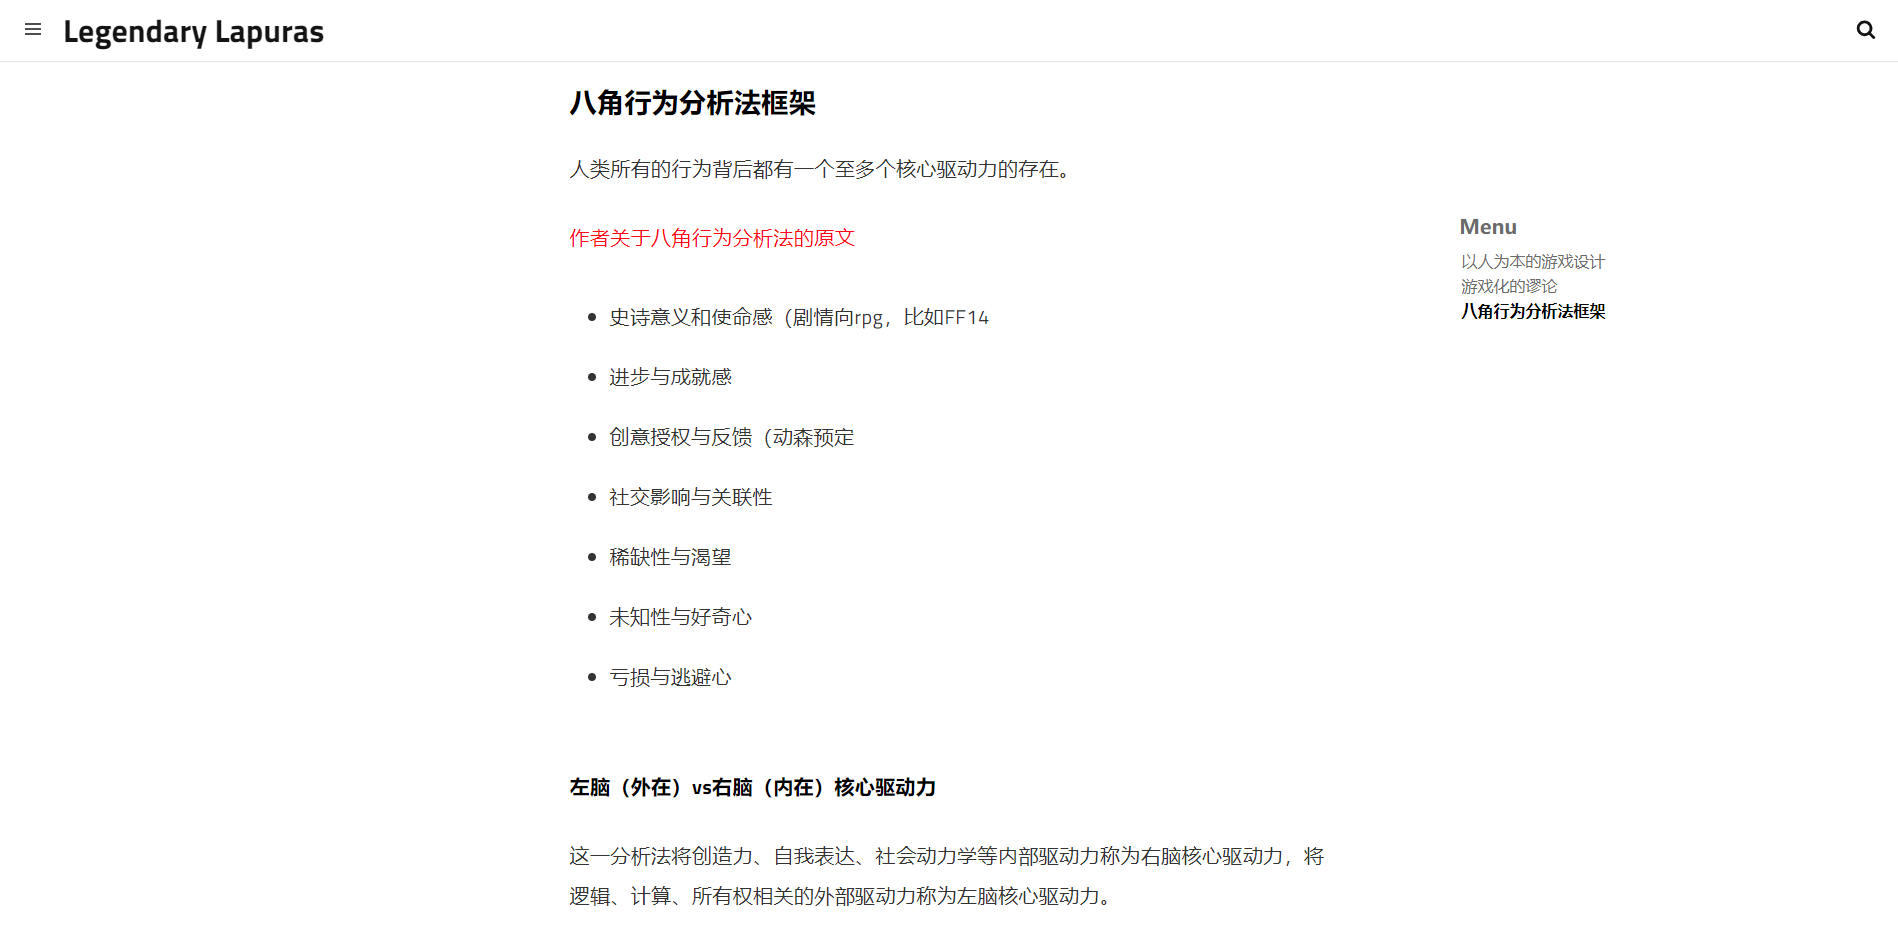 Legendary Lapuras
八角行为分析法框架
人类所有的行为背后都有一个至多个核心驱动力的存在。
作者关于八角行为分析法的原文
史诗意义和使命感（剧情向rpg，比如FF14
进步与成就感
创意授权与反馈（动森预定
社交影响与关联性
稀缺性与渴望
未知性与好奇心
亏损与逃避心
左脑（外在）vs右脑（内在）核心驱动力
这一分析法将创造力、自我表达、社会动力学等内部驱动力称为右脑核心驱动力，将
逻辑、计算、所有权相关的外部驱动力称为左脑核心驱动力。
Menu
以人为本的游戏设计
游戏化的谬论
八角行为分析法框架